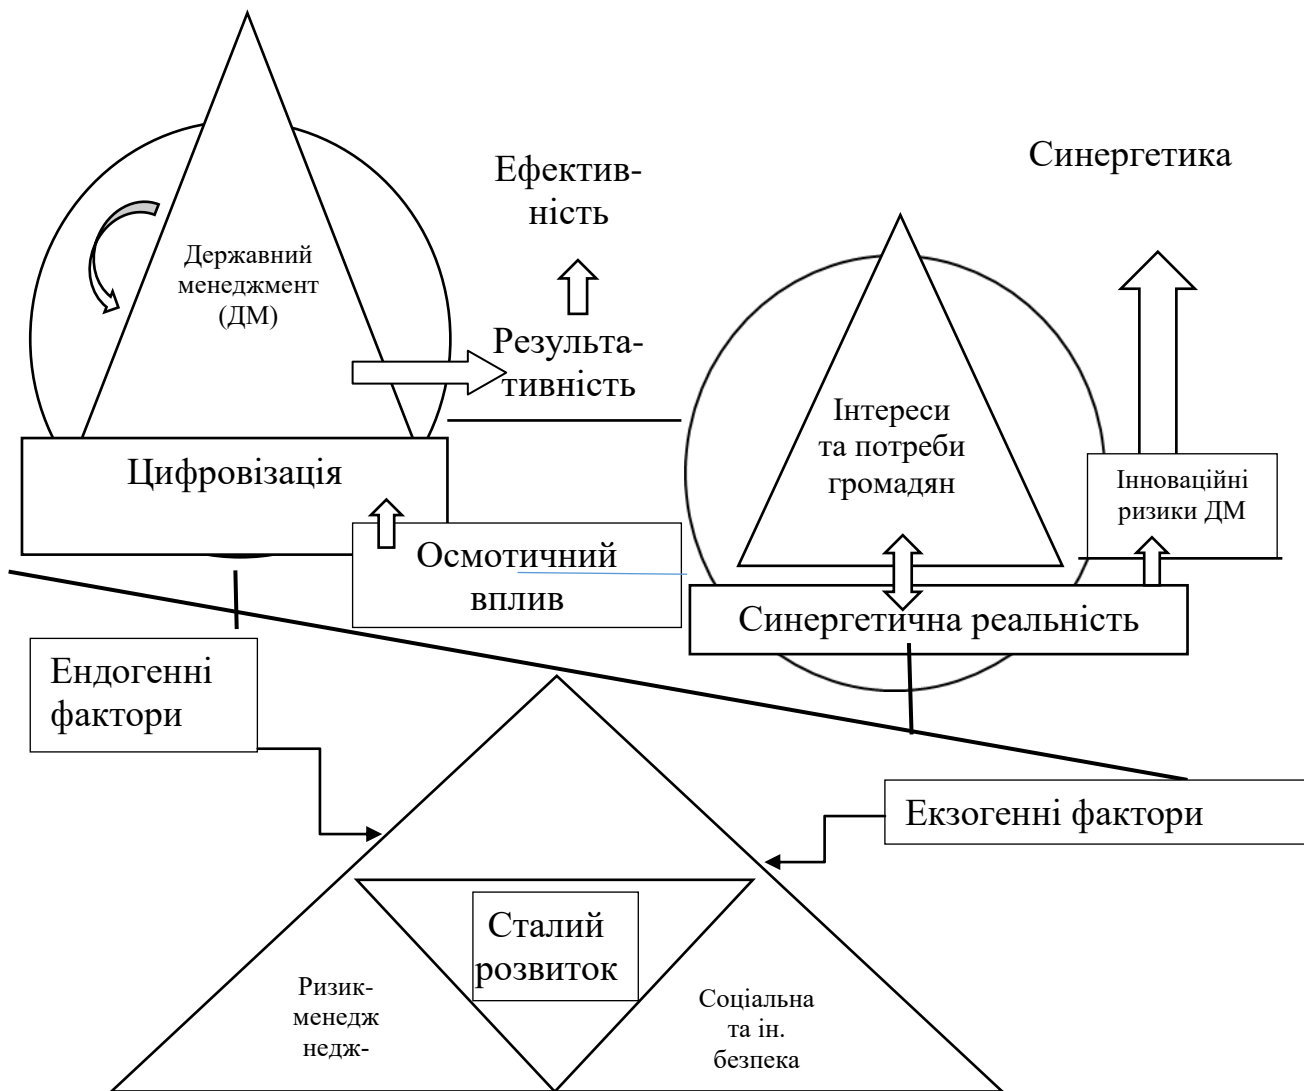 Ефектив-
ність
Синергетика
Державний
менеджмент
(ДМ)
Результа-
тивність
Інтереси
та потреби
громадян
Цифровізація
Інноваційні
ризики ДМ
Осмотичний
вплив
Синергетична реальність
Ендогенні
фактори
Екзогенні фактори
Сталий
розвиток
Ризик-
менедж
недж-
Соціальна
та ін.
безпека